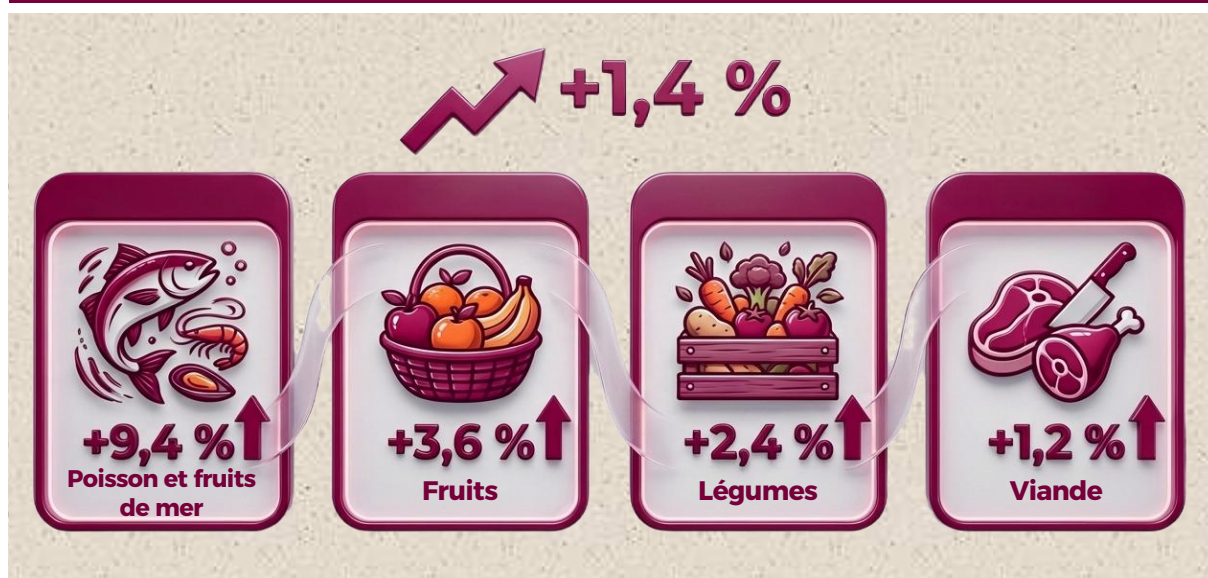 +1,4 %
+9,4 %
Poisson et fruits
de mer
+3,6 %
Fruits
+2,4 %
Légumes
+1,2 %
Viande